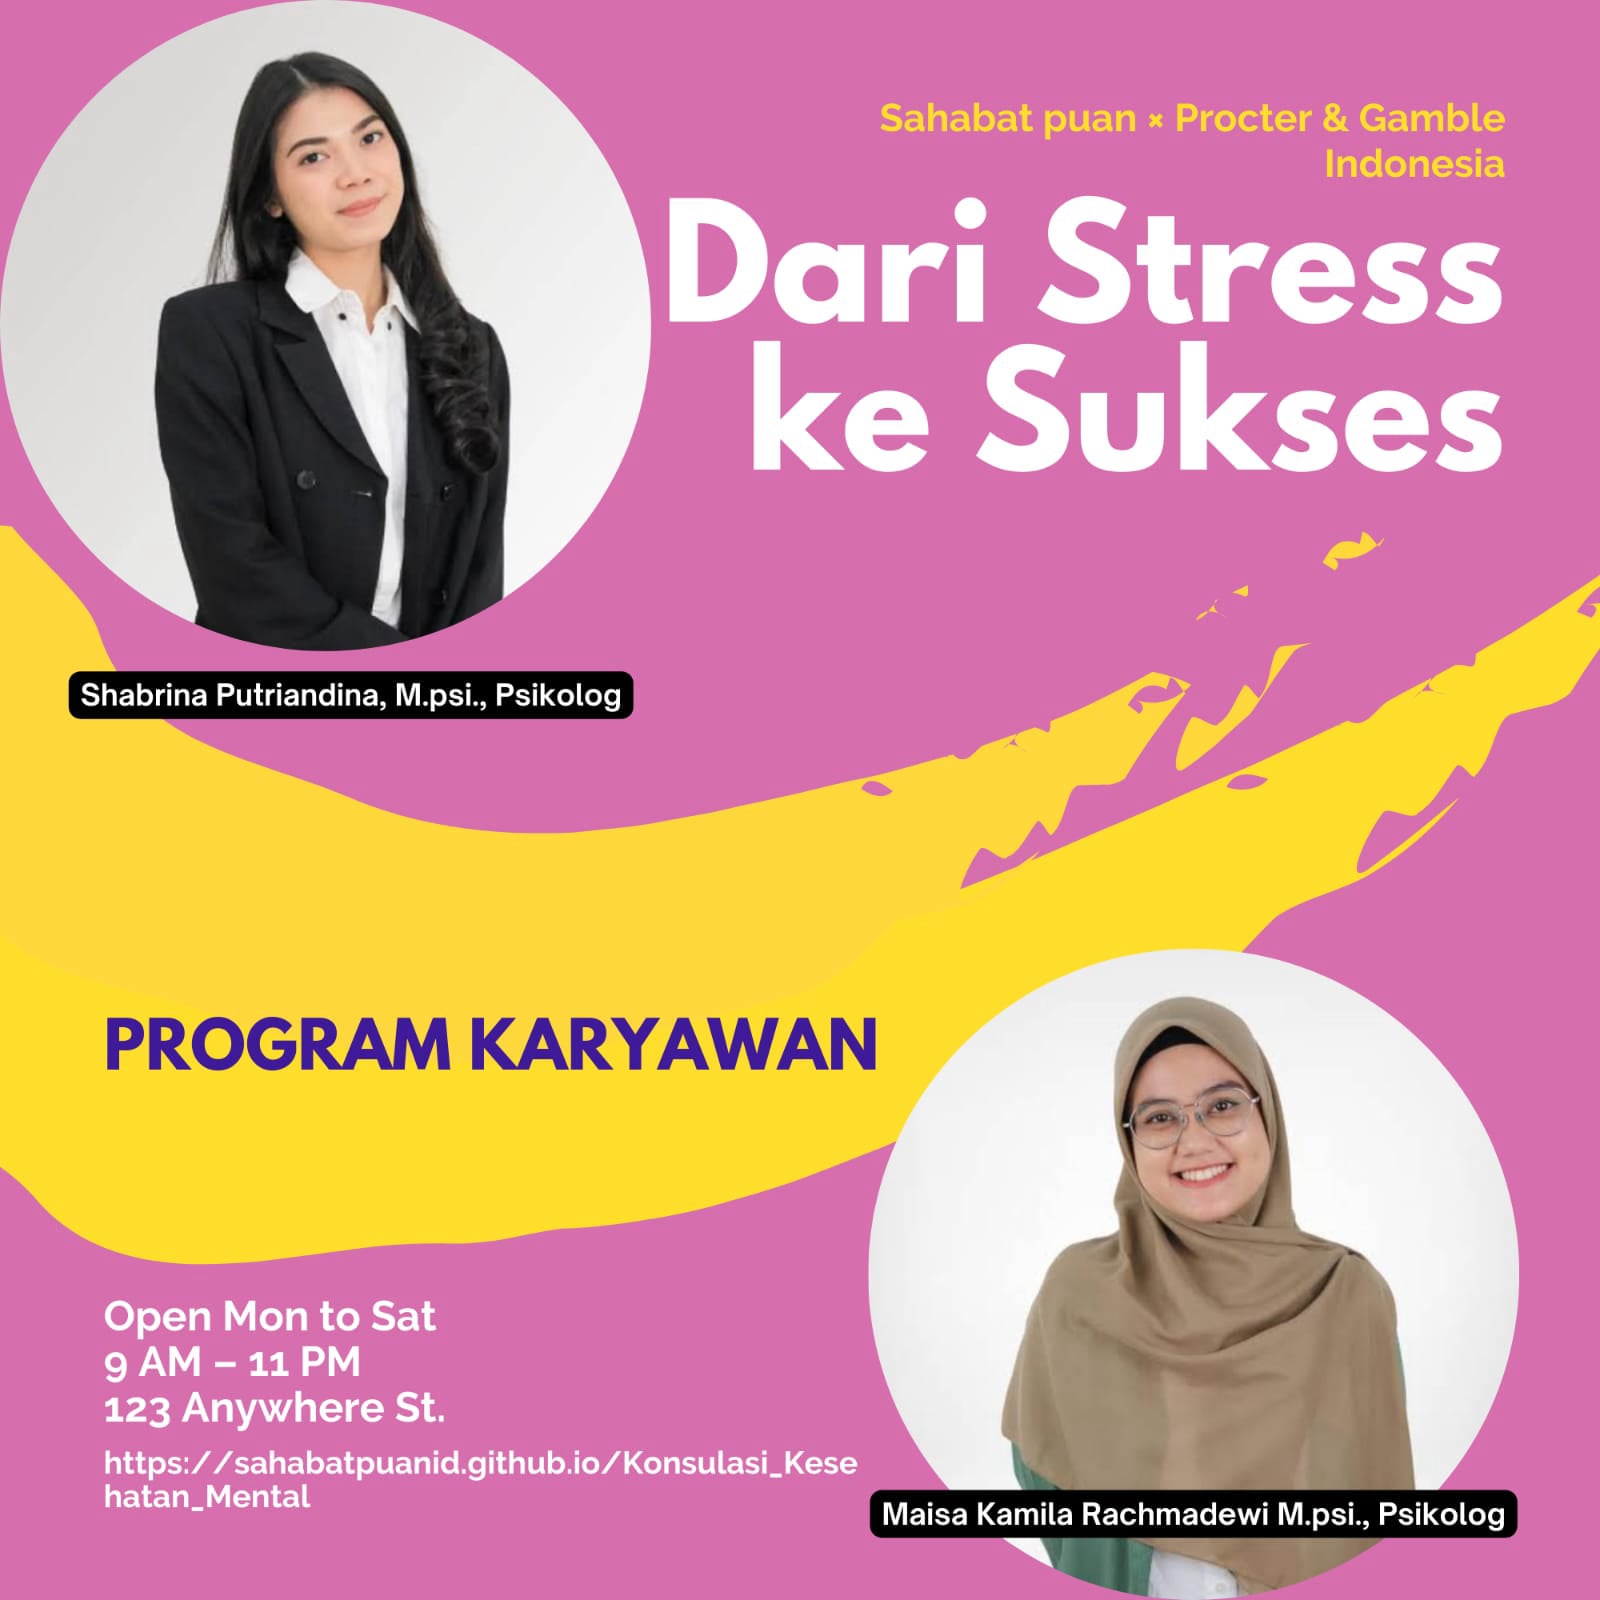 Sahabat puan × Procter & Gamble
Indonesia
Dari Stress
ke Sukses
Shabrina Putriandina, M.psi., Psikolog
PROGRAM KARYAWAN
Open Mon to Sat
9 AM – 11 PM
123 Anywhere St.
https://sahabatpuanid.github.io/Konsulasi_Kese
hatan_Mental
Maisa Kamila Rachmadewi M.psi., Psikolog